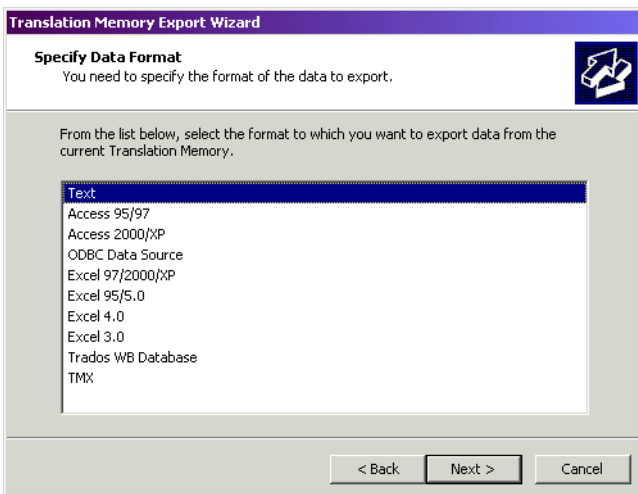 Translation Memory Export Wizard
Specify Data Format
You need to specify the format of the data to export.
From the list below, select the format to which you want to export data from the
current Translation Memory.
Text
Access 95/97
Access 2000/XP
ODBC Data Source
Excel 97/2000/XP
Excel 95/5.0
Excel 4.0
Excel 3.0
Trados WB Database
TMX
< Back Next > Cancel